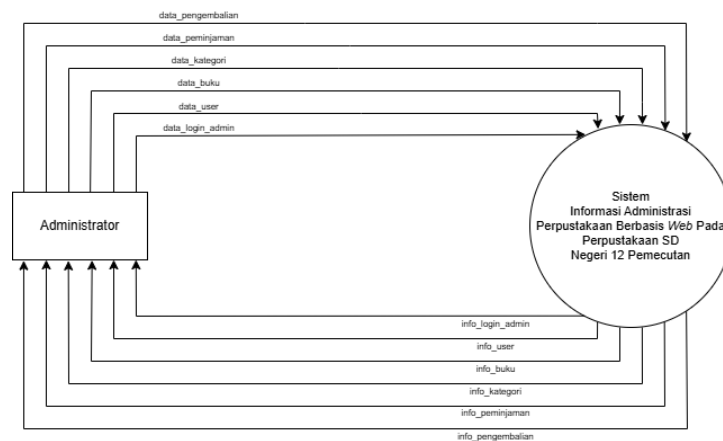 data_pengembalian
data_peminjaman
data_kategori
data_buku
data_user
data_login_admin
Administrator
Sistem
Informasi Administrasi
Perpustakaan Berbasis Web Pada
Perpustakaan SD
Negeri 12 Pemecutan
info_login_admin
info_user
info_buku
info_kategori
info_peminjaman
info_pengembalian